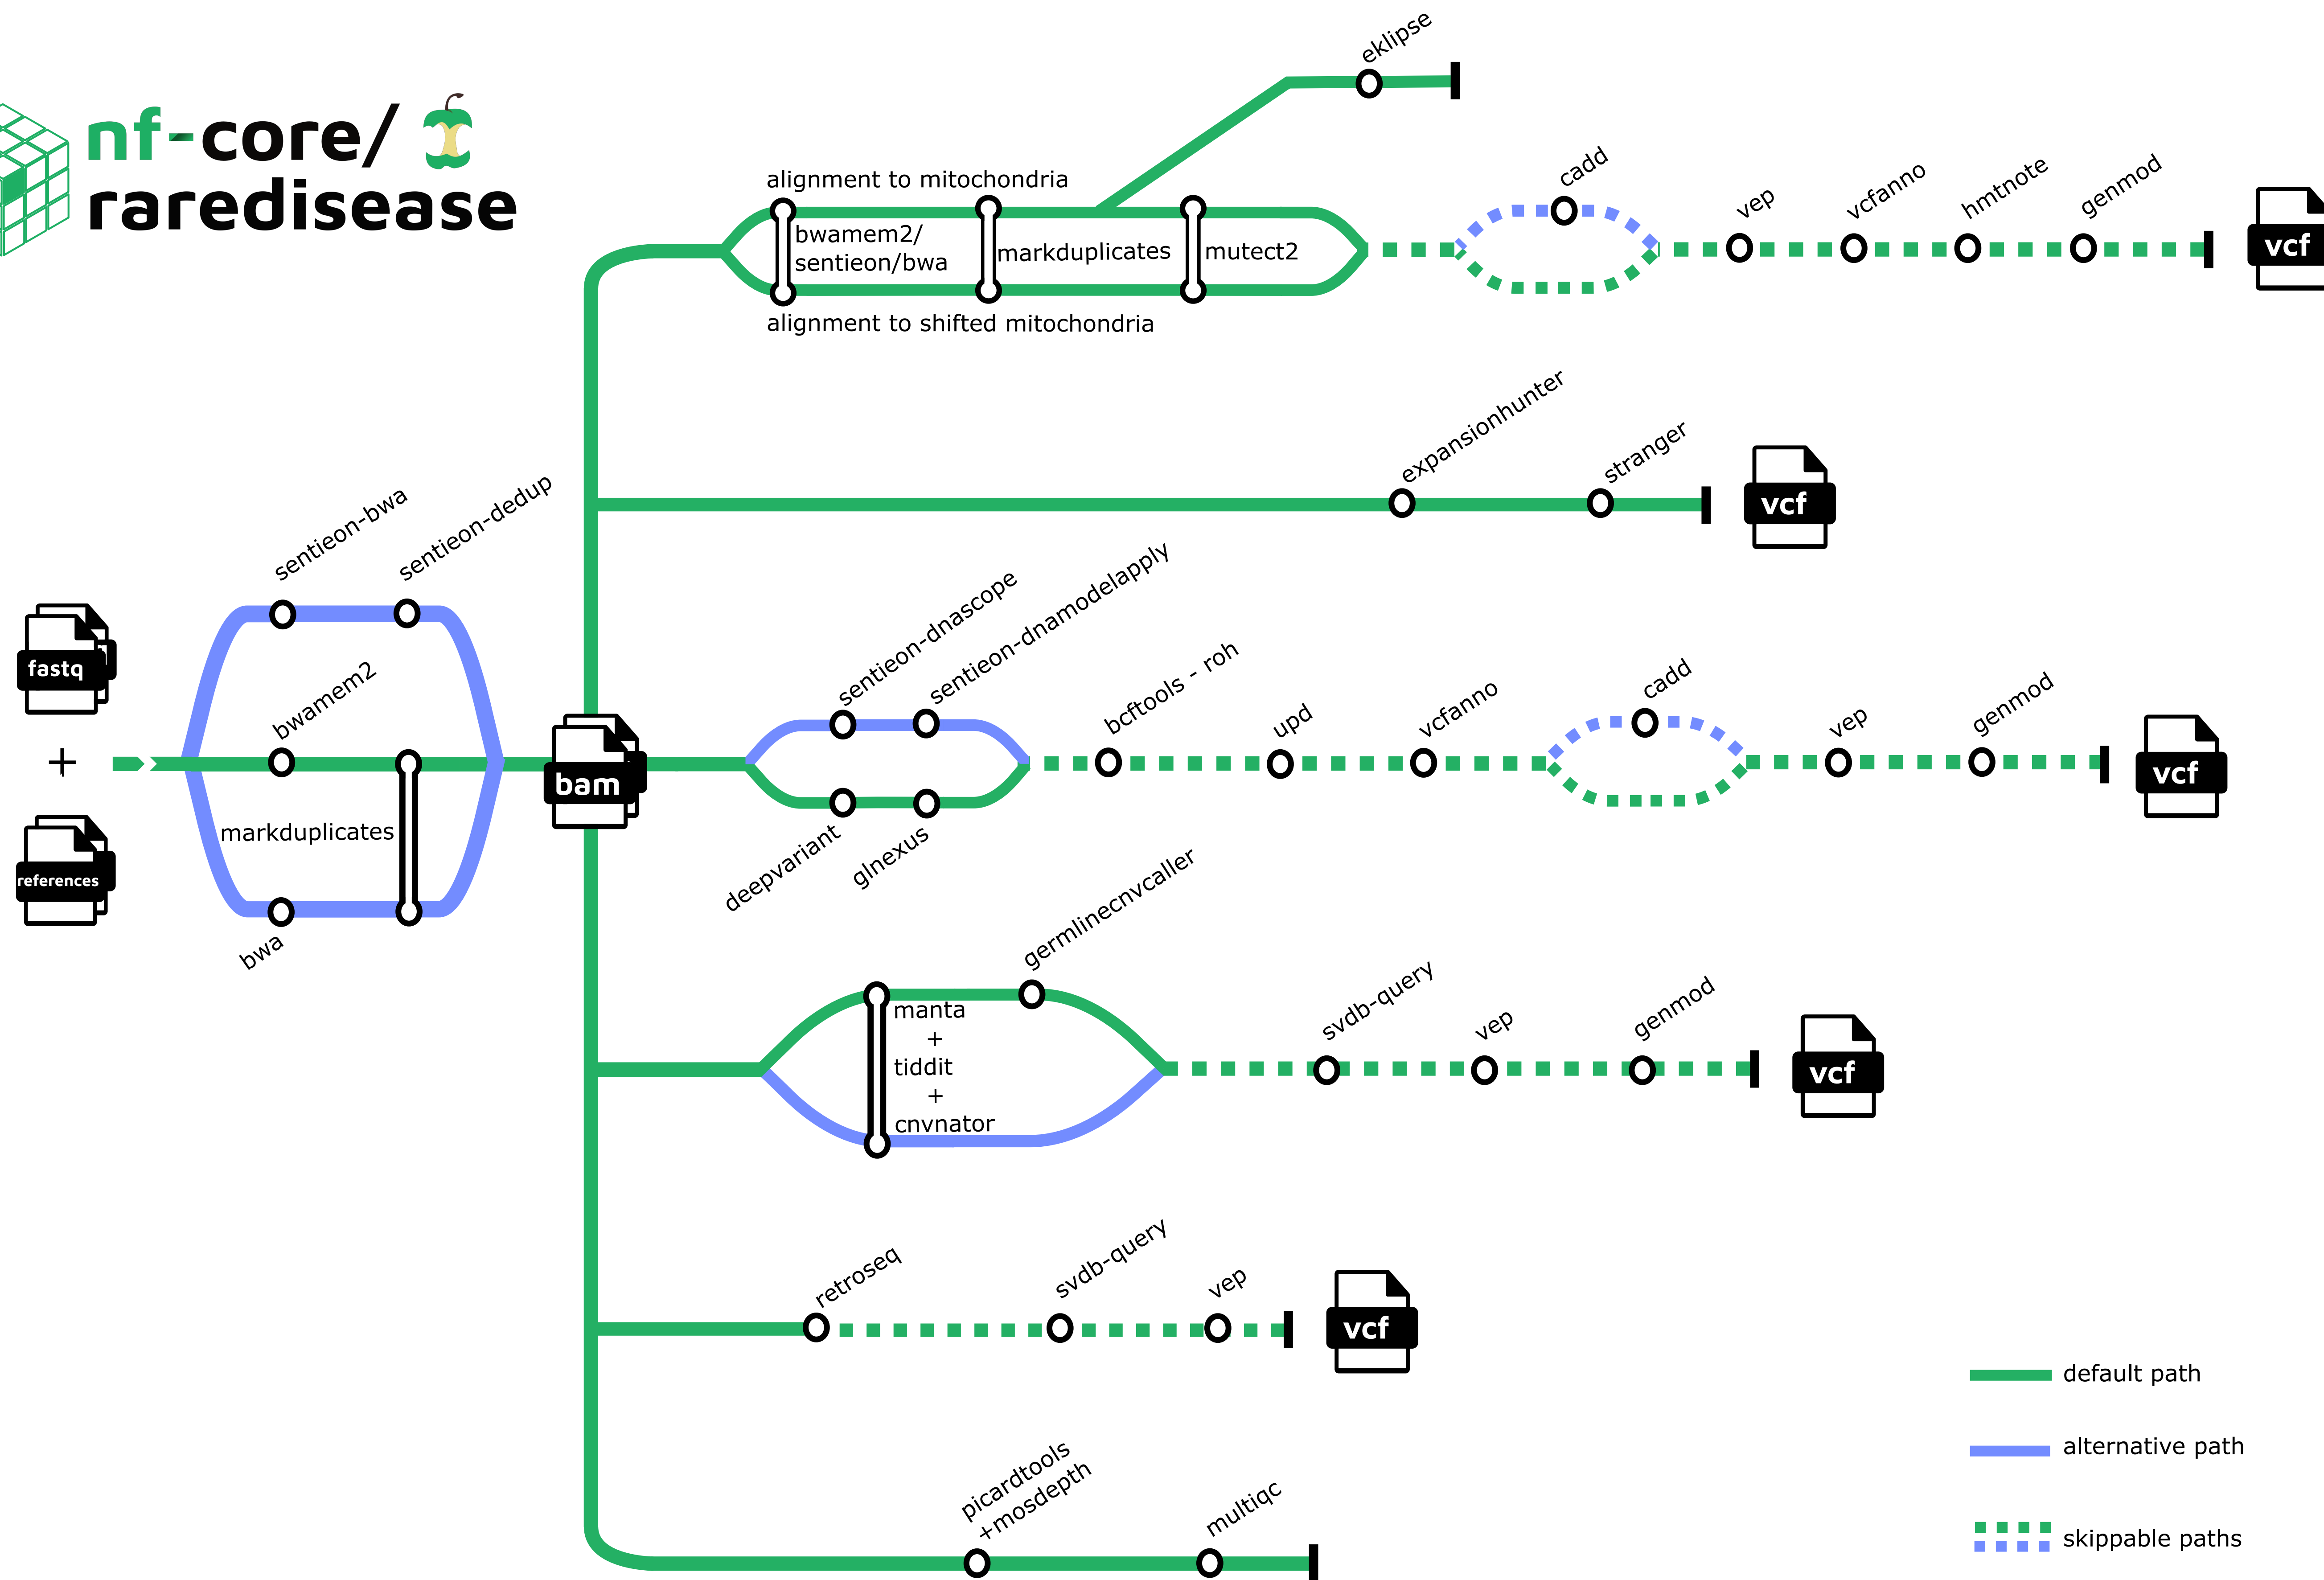 nf-core/
raredisease
eklipse
alignment to mitochondria
bwamem2/
sentieon/bwa
markduplicates
mutect2
alignment to shifted mitochondria
cadd
vep
vcfanno
hmtnote
genmod
vcf
expansionhunter
stranger
vcf
fastq
+
references
sentieon-bwa
sentieon-dedup
bwamem2
markduplicates
bwa
bam
sentieon-dnascope
sentieon-dnamodelapply
deepvariant
glnexus
bcftools - roh
upd
vcfanno
cadd
vep
genmod
vcf
manta
+
tiddit
+
cnvnator
germlinecnvcaller
svdb-query
vep
genmod
vcf
retroseq
svdb-query
vep
vcf
picardtools
+mosdepth
multiqc
default path
alternative path
skippable paths